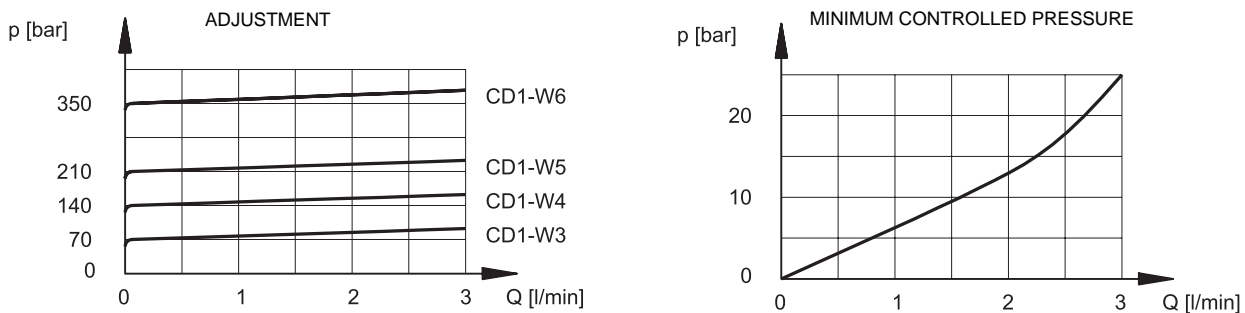 ADJUSTMENT
p [bar]
350
210
140
70
0
CD1-W6
CD1-W5
CD1-W4
CD1-W3
0 1 2 3 Q [l/min]
MINIMUM CONTROLLED PRESSURE
p [bar]
20
10
0
0 1 2 3 Q [l/min]